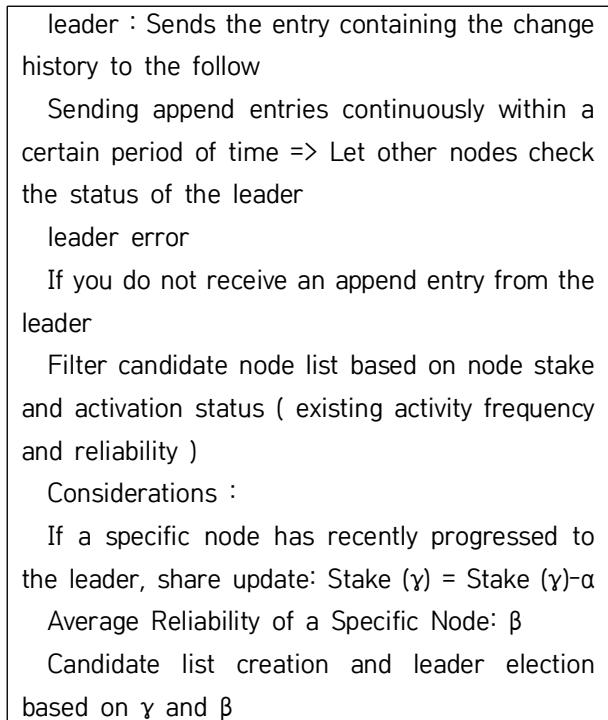 leader : Sends the entry containing the change
history to the follow
Sending append entries continuously within a
certain period of time => Let other nodes check
the status of the leader
leader error
If you do not receive an append entry from the
leader
Filter candidate node list based on node stake
and activation status ( existing activity frequency
and reliability )
Considerations :
If a specific node has recently progressed to
the leader, share update: Stake (γ) = Stake (γ)-α
Average Reliability of a Specific Node: β
Candidate list creation and leader election
based on γ and β